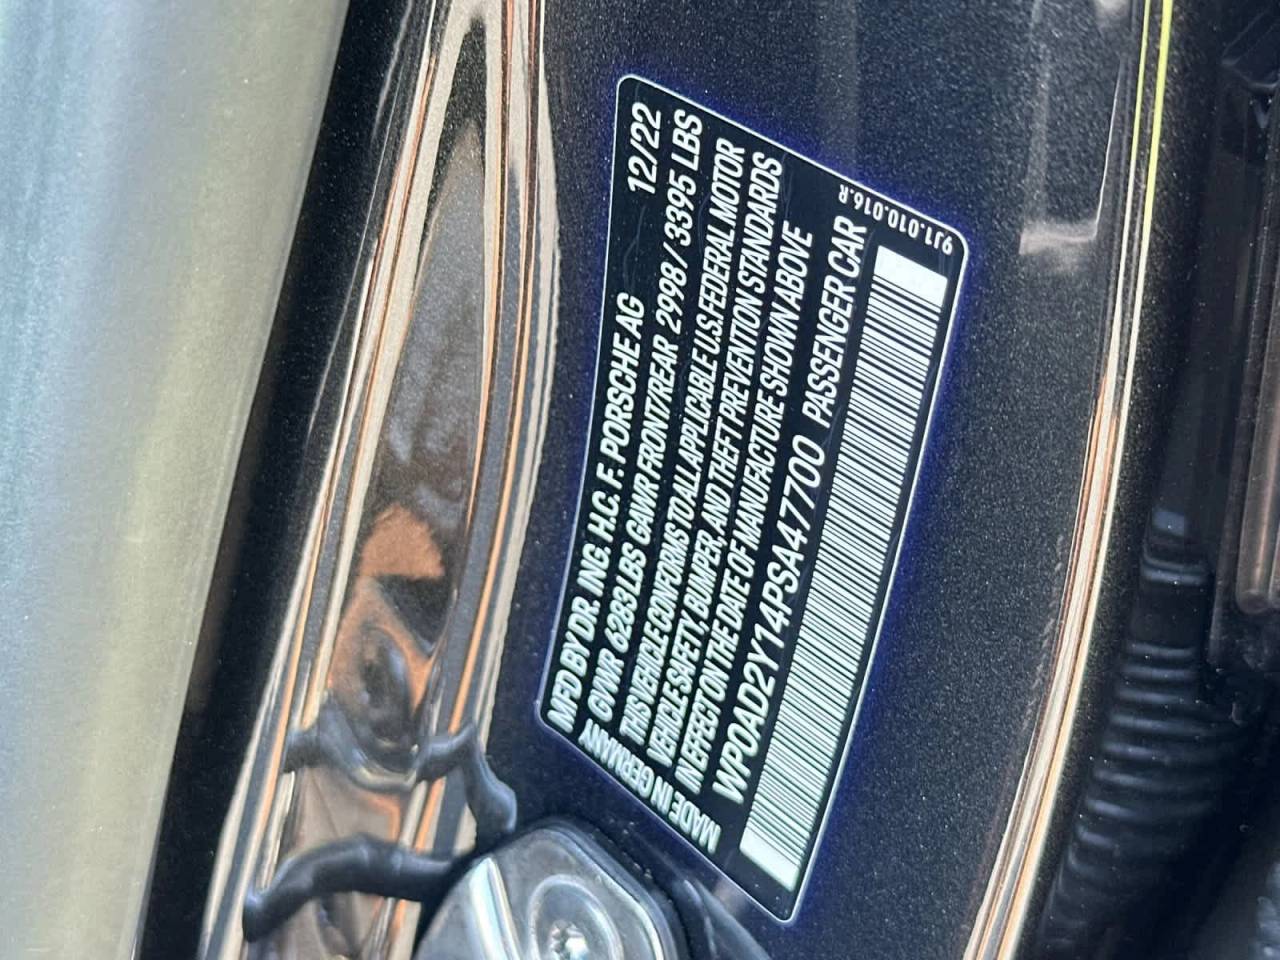 MFD BY DR. ING. H.C. F. PORSCHE AG 12/22
GVWR 6283 LBS GAWR FRONT/REAR 2998 / 3395 LBS
THIS VEHICLE CONFORMS TO ALL APPLICABLE U.S. FEDERAL MOTOR
VEHICLE SAFETY, BUMPER, AND THEFT PREVENTION STANDARDS
IN EFFECT ON THE DATE OF MANUFACTURE SHOWN ABOVE
WP0AD2Y14PSA47700 PASSENGER CAR
MADE IN GERMANY
9J1.010.016.R